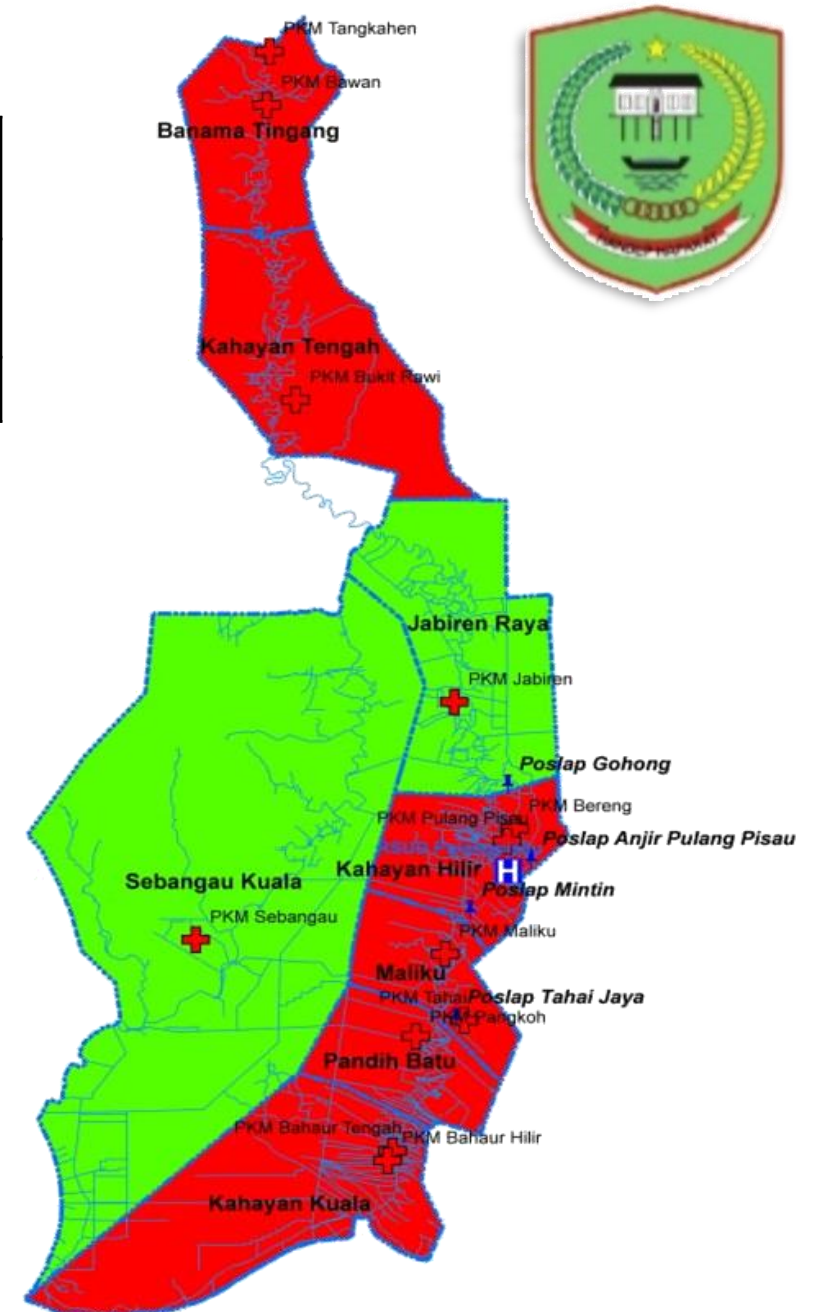 PKM Tangkahen
PKM Bawan
Banama Tingang
Kahayan Tengah
PKM Bukit Rawi
Jabiren Raya
PKM Jabiren
Poslap Gohong
PKM Bereng
PKM Pulang Pisau
Poslap Anjir Pulang Pisau
Kahayan Hilir
H
Poslap Mintin
Sebangau Kuala
PKM Sebangau
PKM Maliku
Maliku
PKM Tahai
Poslap Tahai Jaya
PKM Pangkoh
Pandih Batu
PKM Bahaur Tengah
PKM Bahaur Hilir
Kahayan Kuala